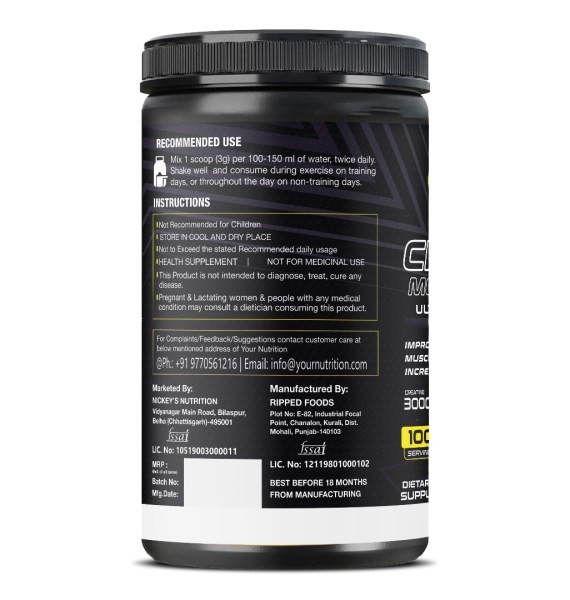 RECOMMENDED USE
Mix 1 scoop (3g) per 100-150 ml of water, twice daily.
Shake well and consume during exercise on training
days, or throughout the day on non-training days.
INSTRUCTIONS
Not Recommended for Children
STORE IN COOL AND DRY PLACE
Not to Exceed the stated Recommended daily usage
HEALTH SUPPLEMENT | NOT FOR MEDICINAL USE
This Product is not intended to diagnose, treat, cure any
disease.
Pregnant & Lactating women & people with any medical
condition may consult a dietician consuming this product.
For Complaints/Feedback/Suggestions contact customer care at
below mentioned address of Your Nutrition
@Ph.: +91 9770561216 | Email: info@yournutrition.com
Marketed By:
NICKEY'S NUTRITION
Vidyanagar Main Road, Bilaspur,
Belha (Chhattisgarh)-495001
fssai
LIC. No: 10519003000011
MRP :
Batch No:
Mfg.Date:
Manufactured By:
RIPPED FOODS
Plot No: E-82, Industrial Focal
Point, Chanalon, Kurali, Dist.
Mohali, Punjab-140103
fssai
LIC. No: 12119801000102
BEST BEFORE 18 MONTHS
FROM MANUFACTURING
MO
UL
IMPRO
MUSC
INCRE
CREATINE
3000
100
SERVIN
DIETAR
SUPPL